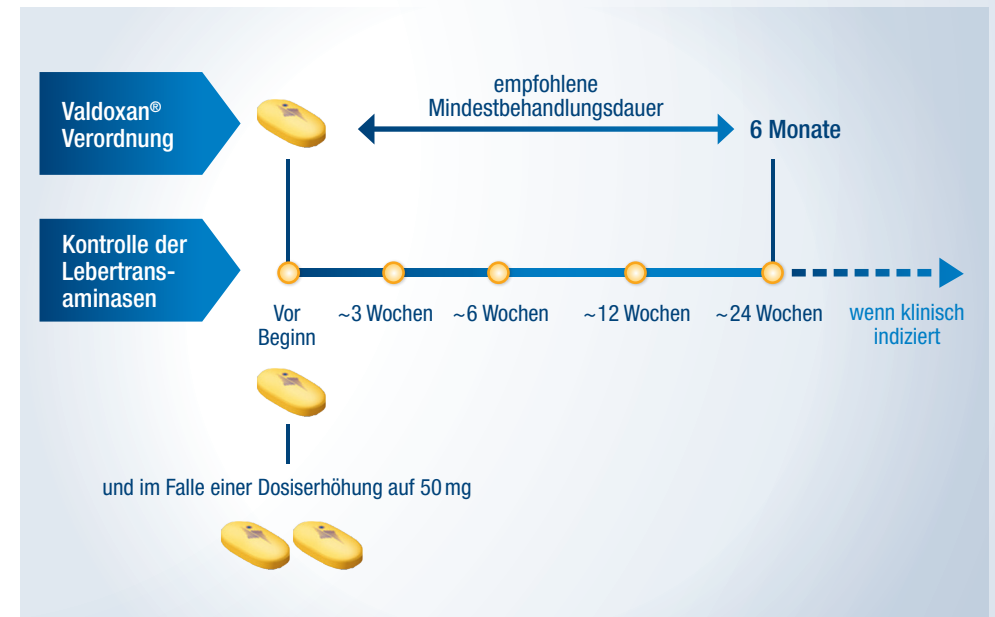 Valdoxan®
Verordnung
empfohlene
Mindestbehandlungsdauer
6 Monate
Kontrolle der
Lebertrans-
aminasen
Vor
Beginn
~3 Wochen
~6 Wochen
~12 Wochen
~24 Wochen
wenn klinisch
indiziert
und im Falle einer Dosiserhöhung auf 50 mg